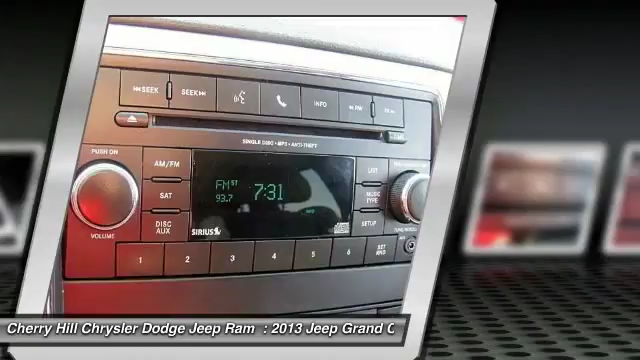 SEEK SEEK INFO
SINGLE DISC • MP3 • ANTI-THEFT
PUSH ON
AM/FM
SAT
DISC
AUX
VOLUME
FM ST
93.7
7:31
SIRIUS
MUSIC
TYPE
SETUP
1 2 3 4 5 6 SET
RND
Cherry Hill Chrysler Dodge Jeep Ram : 2013 Jeep Grand C